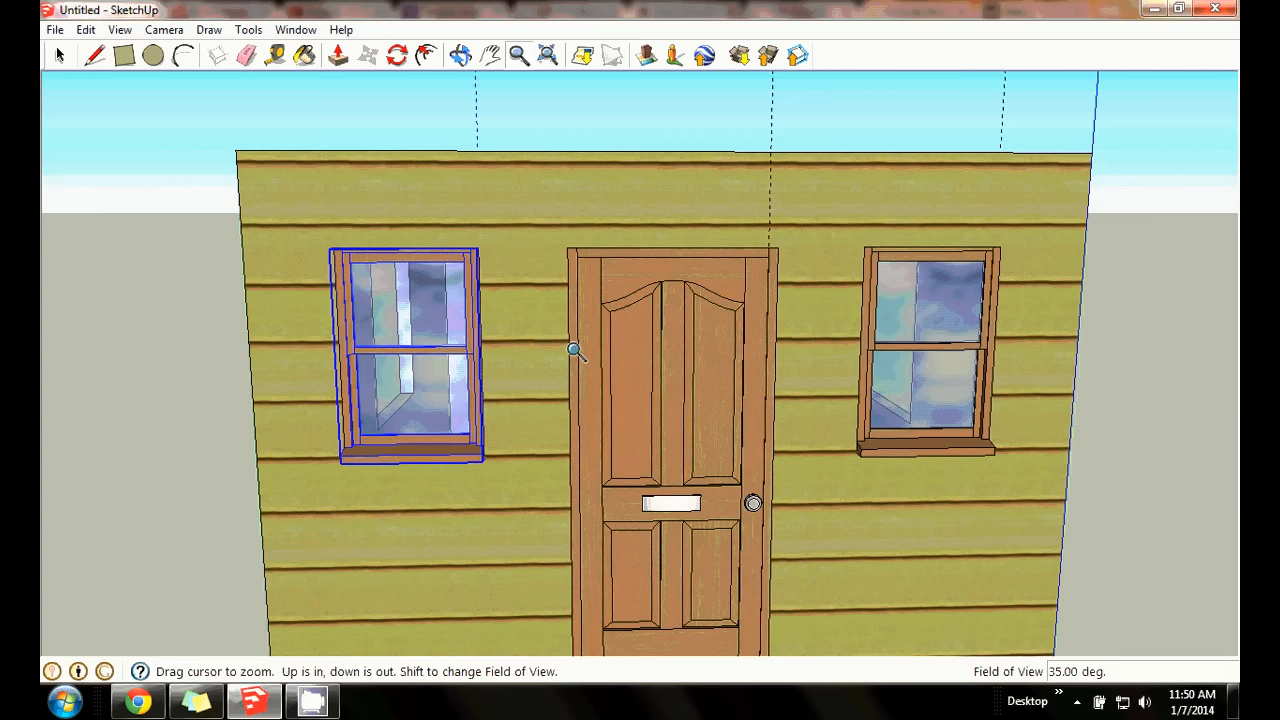 Untitled - SketchUp
File Edit View Camera Draw Tools Window Help
Drag cursor to zoom. Up is in, down is out. Shift to change Field of View.
Field of View 35.00 deg.
Desktop
11:50 AM
1/7/2014